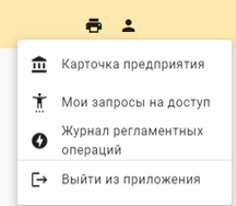 Карточка предприятия
Мои запросы на доступ
Журнал регламентных
операций
Выйти из приложения